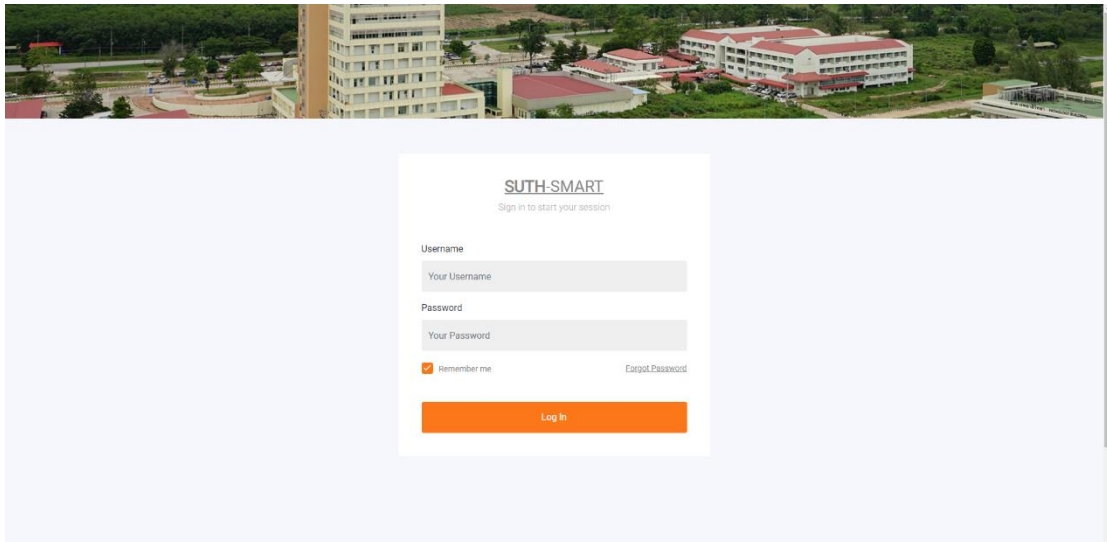 SUTH-SMART
Sign in to start your session
Username
Your Username
Password
Your Password
Remember me
Forgot Password
Log In